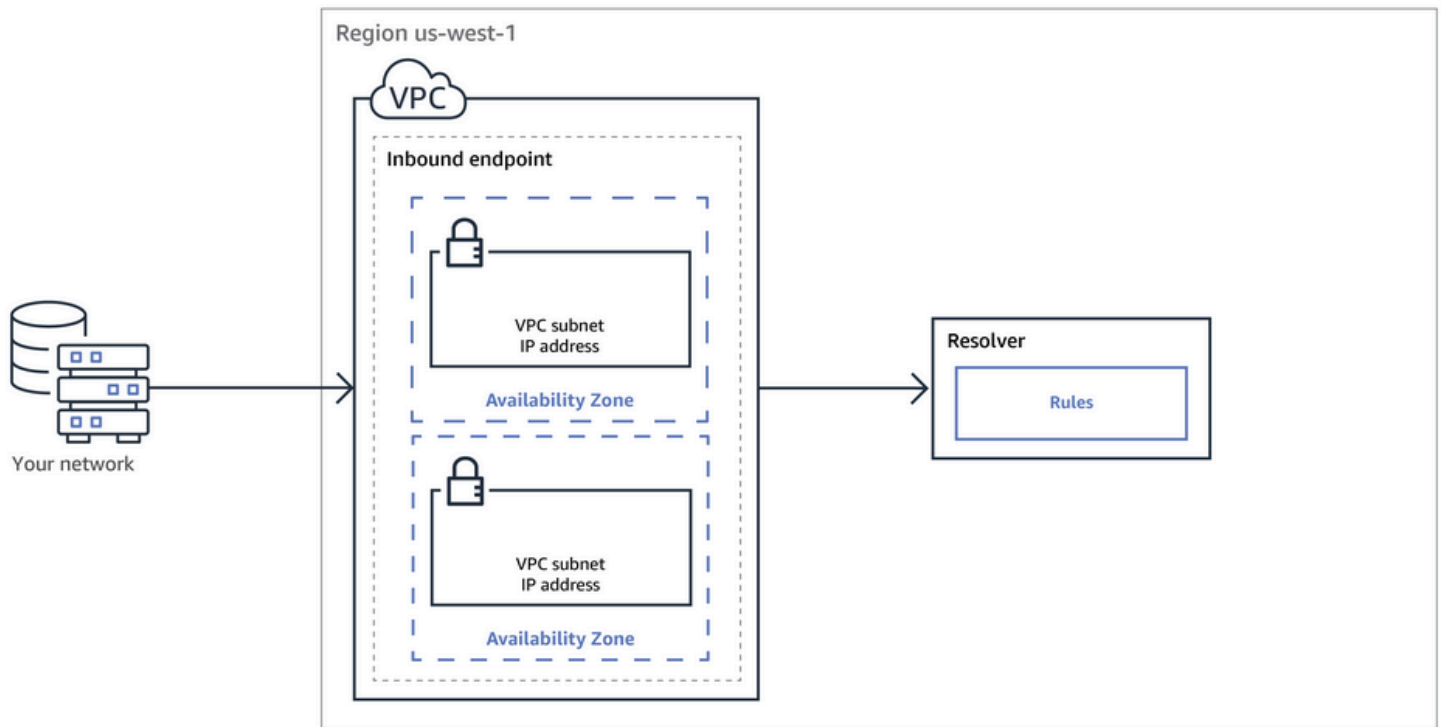 Region us-west-1
VPC
Inbound endpoint
VPC subnet
IP address
Availability Zone
Your network
VPC subnet
IP address
Availability Zone
Resolver
Rules